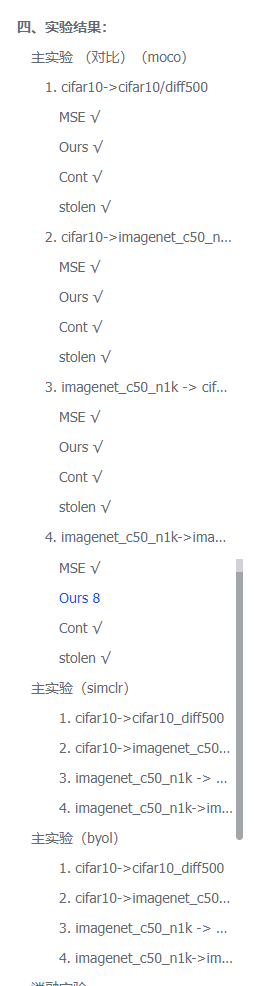 四、实验结果:
主实验 （对比）（moco）
1. cifar10->cifar10/diff500
MSE √
Ours √
Cont √
stolen √
2. cifar10->imagenet_c50_n...
MSE √
Ours √
Cont √
stolen √
3. imagenet_c50_n1k -> cif...
MSE √
Ours √
Cont √
stolen √
4. imagenet_c50_n1k->ima...
MSE √
Ours 8
Cont √
stolen √
主实验（simclr）
1. cifar10->cifar10_diff500
2. cifar10->imagenet_c50...
3. imagenet_c50_n1k -> ...
4. imagenet_c50_n1k->im...
主实验（byol）
1. cifar10->cifar10_diff500
2. cifar10->imagenet_c50...
3. imagenet_c50_n1k -> ...
4. imagenet_c50_n1k->im...